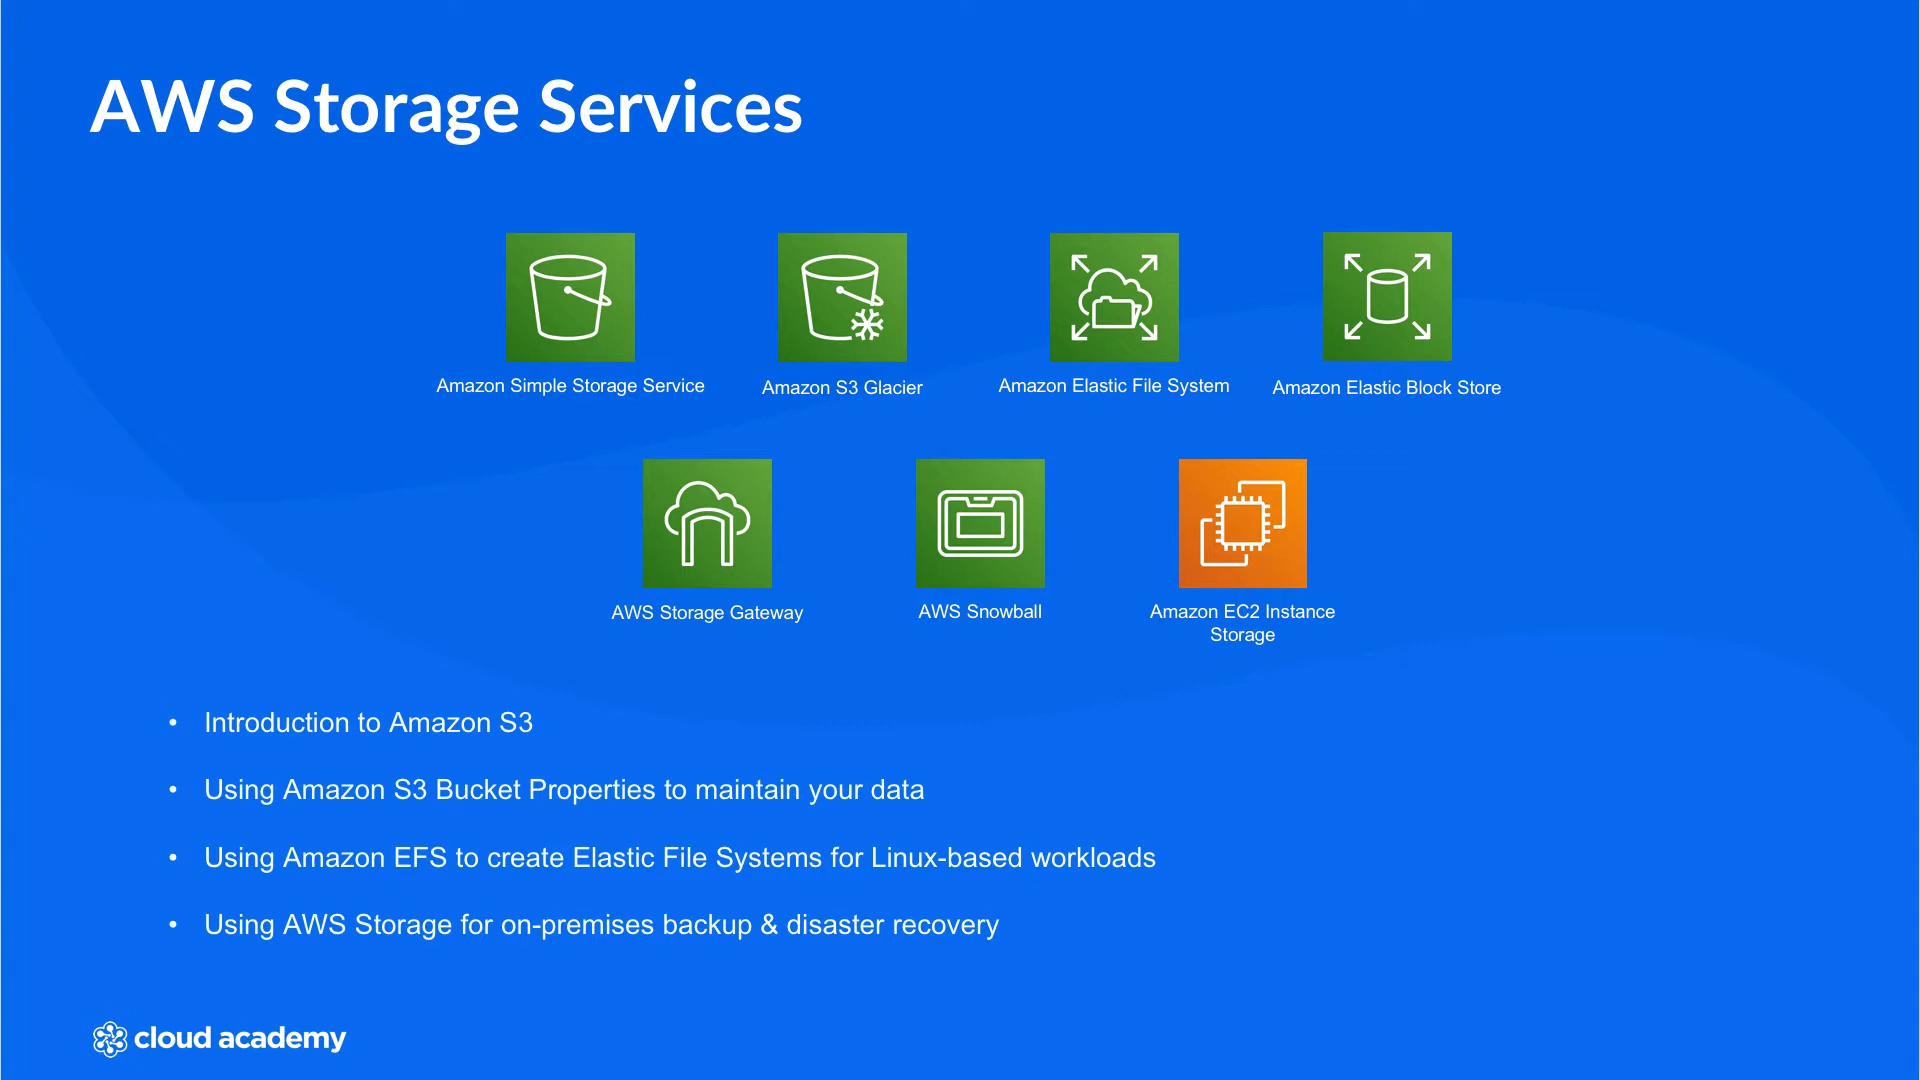 AWS Storage Services
Amazon Simple Storage Service
Amazon S3 Glacier
Amazon Elastic File System
Amazon Elastic Block Store
AWS Storage Gateway
AWS Snowball
Amazon EC2 Instance
Storage
• Introduction to Amazon S3
• Using Amazon S3 Bucket Properties to maintain your data
• Using Amazon EFS to create Elastic File Systems for Linux-based workloads
• Using AWS Storage for on-premises backup & disaster recovery
cloud academy